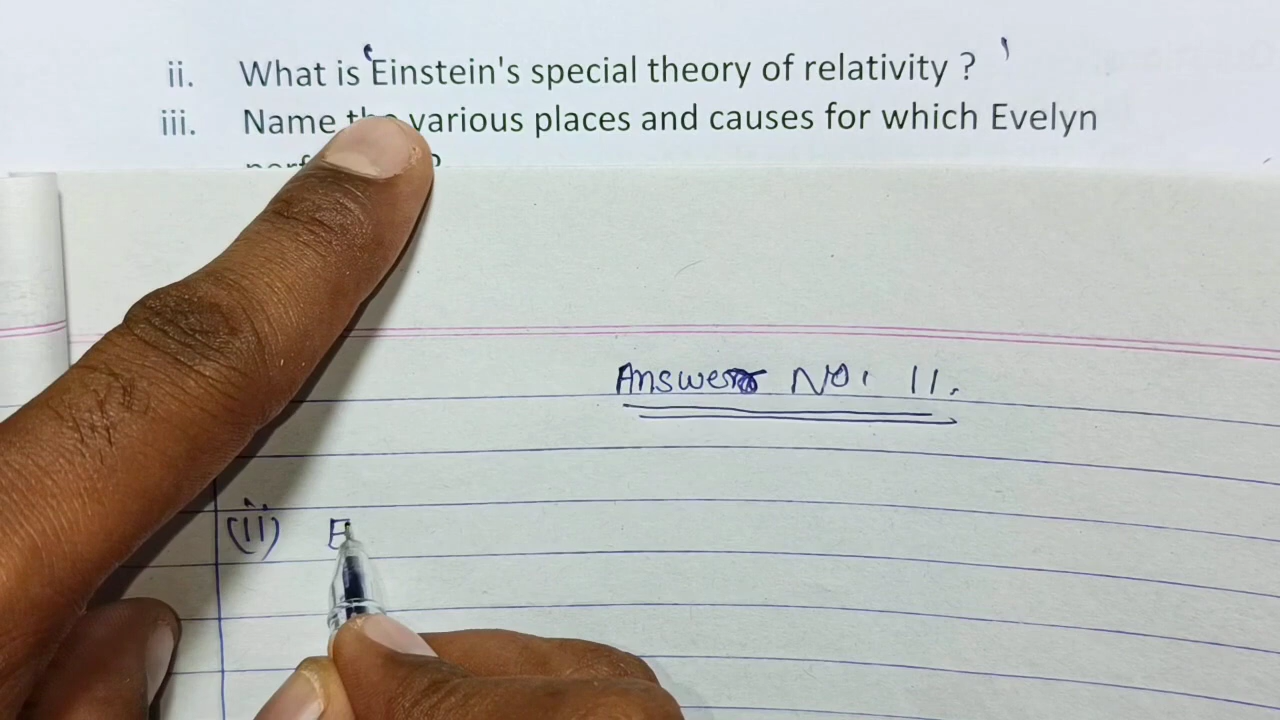 ii. What is Einstein's special theory of relativity ?
iii. Name the various places and causes for which Evelyn
Answer No: 11.
(ii) E